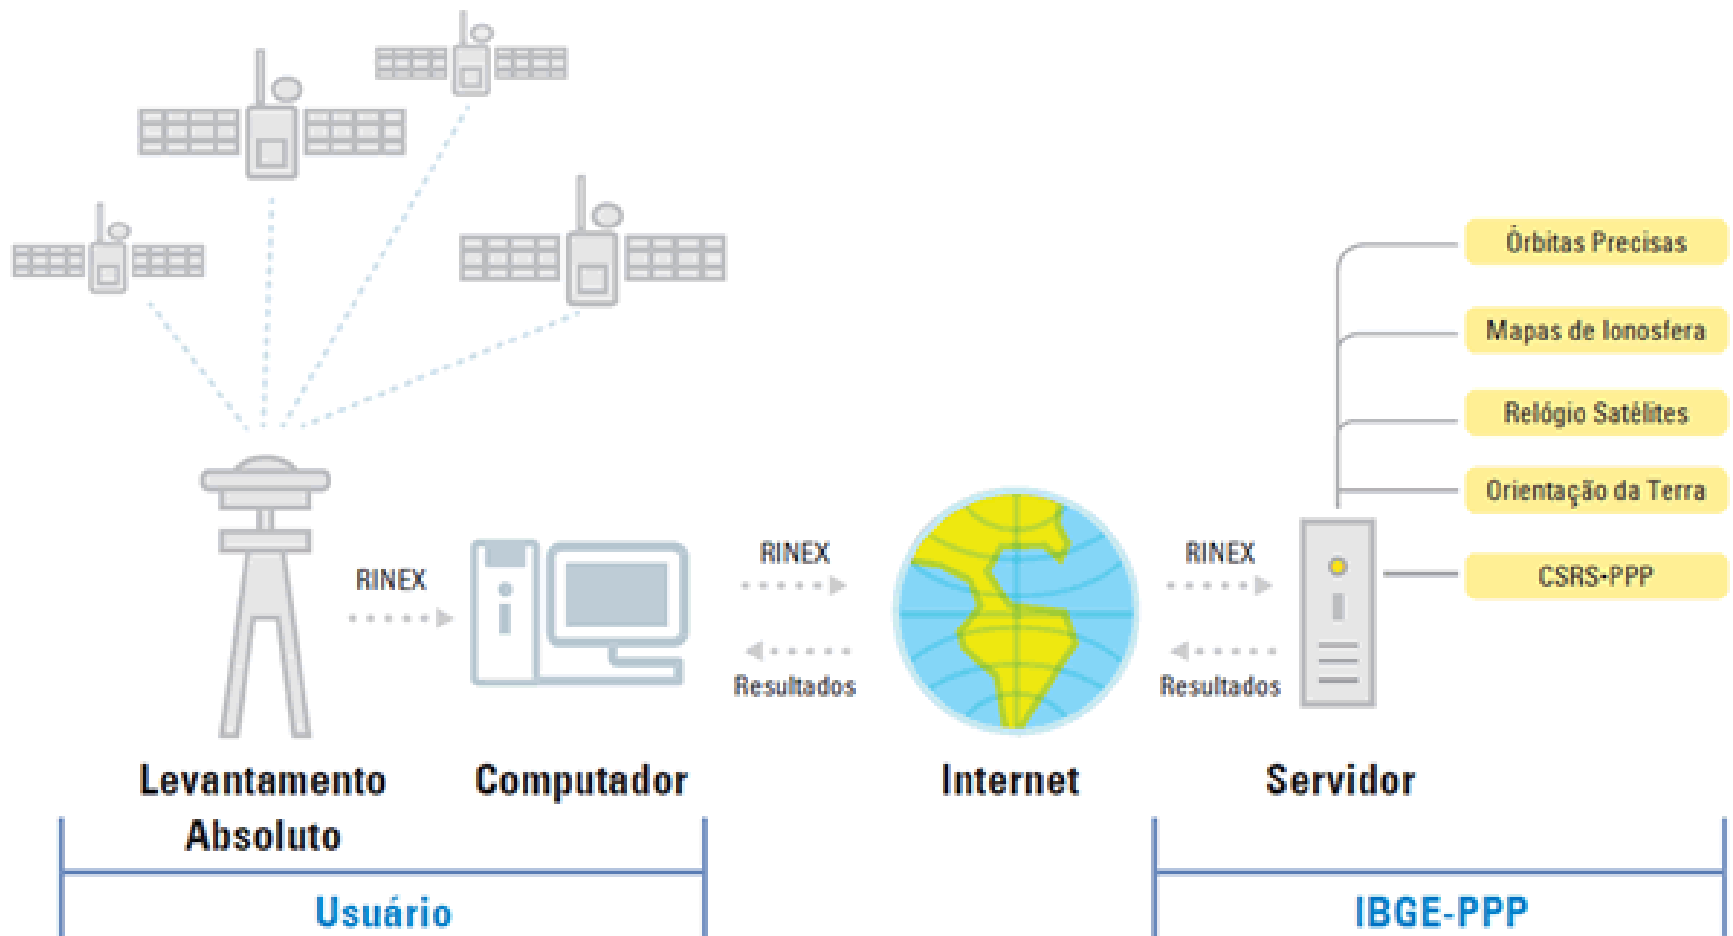 Órbitas Precisas
Mapas de Ionosfera
Relógio Satélites
Orientação da Terra
CSRS-PPP
RINEX
RINEX
RINEX
Resultados
Resultados
Levantamento
Absoluto
Computador
Internet
Servidor
Usuário
IBGE-PPP